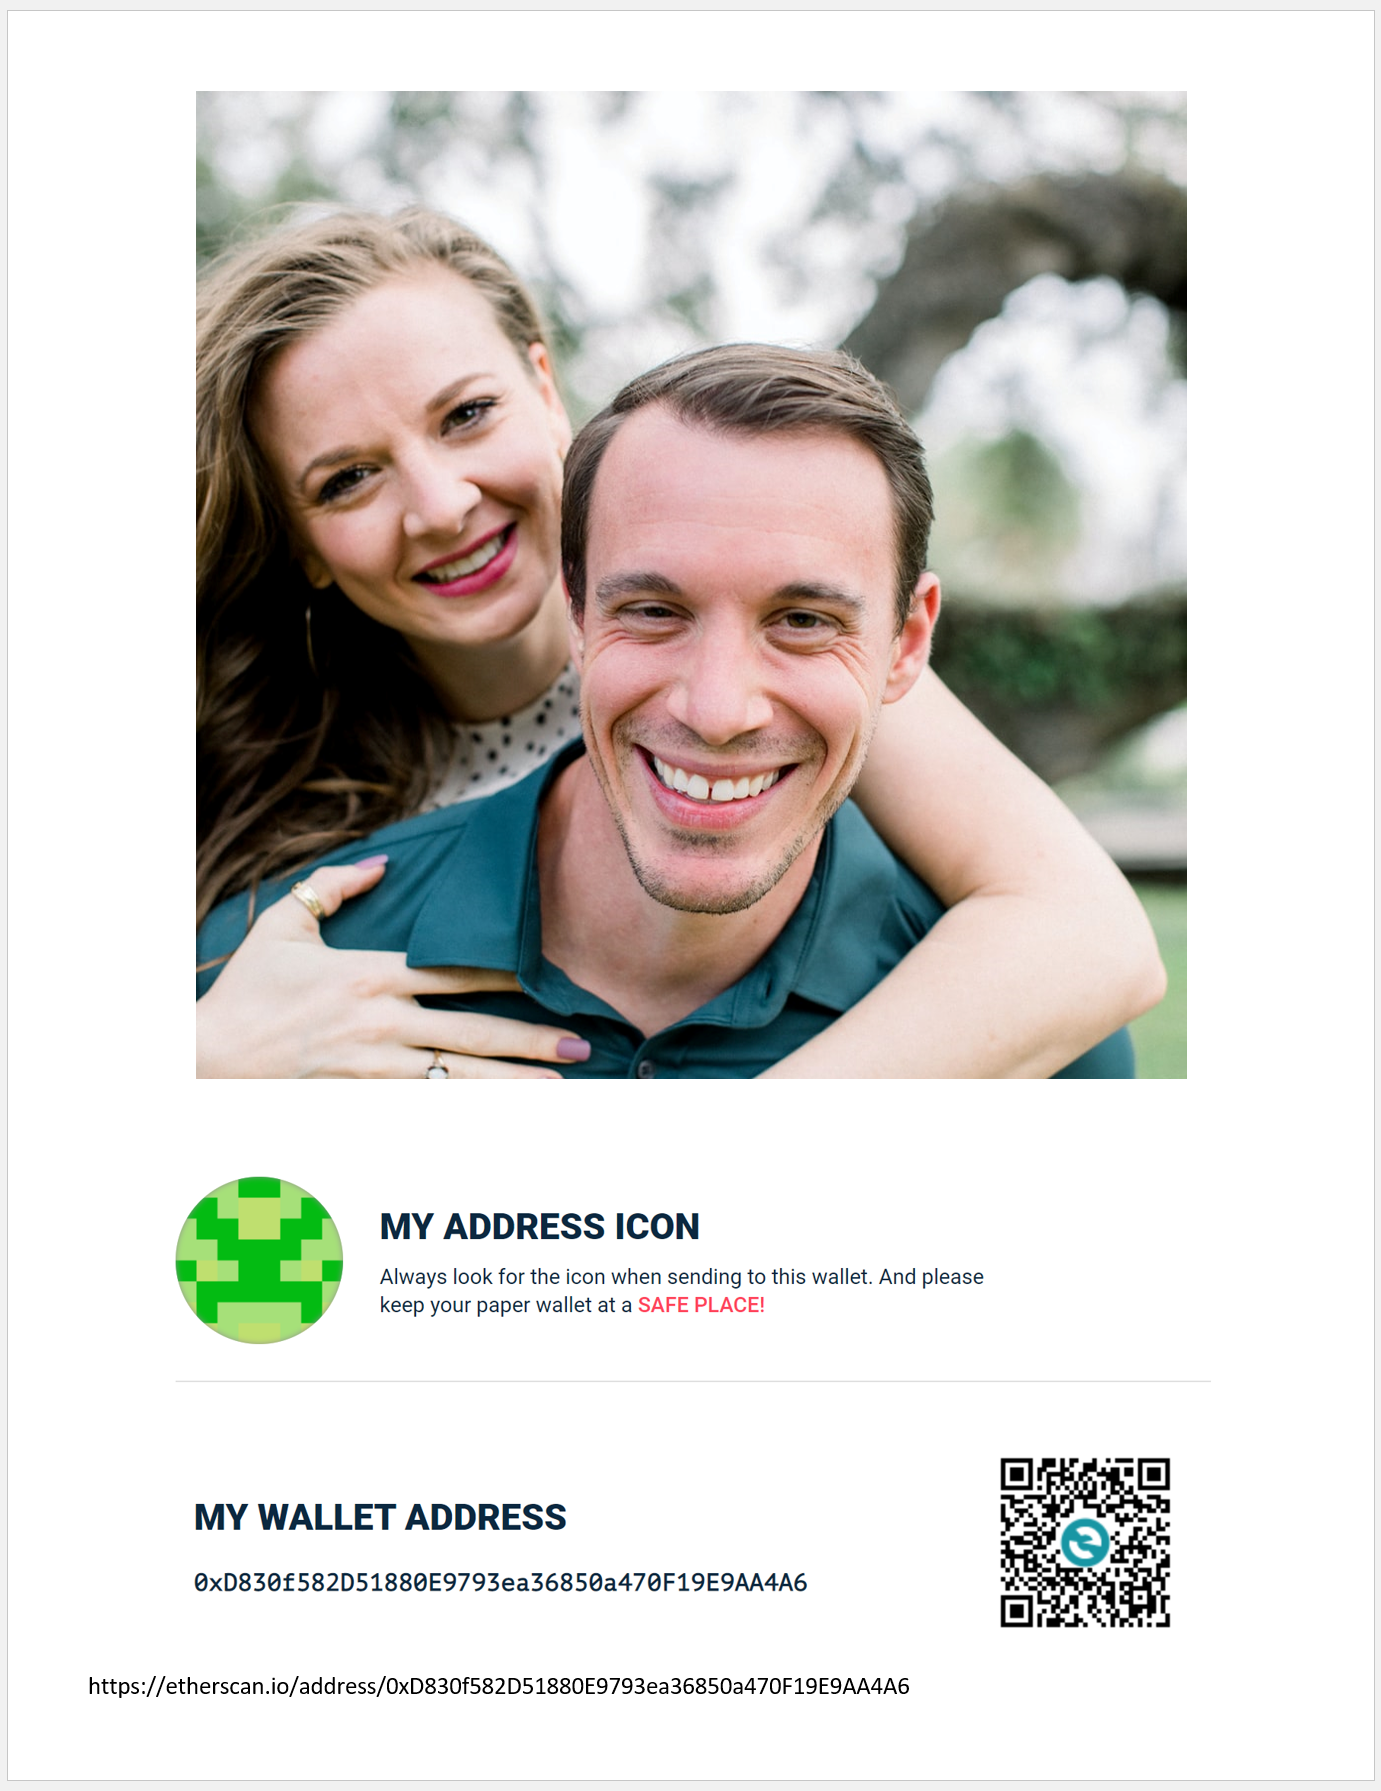 MY ADDRESS ICON
Always look for the icon when sending to this wallet. And please
keep your paper wallet at a SAFE PLACE!
MY WALLET ADDRESS
0xD830f582D51880E9793ea36850a470F19E9AA4A6
https://etherscan.io/address/0xD830f582D51880E9793ea36850a470F19E9AA4A6